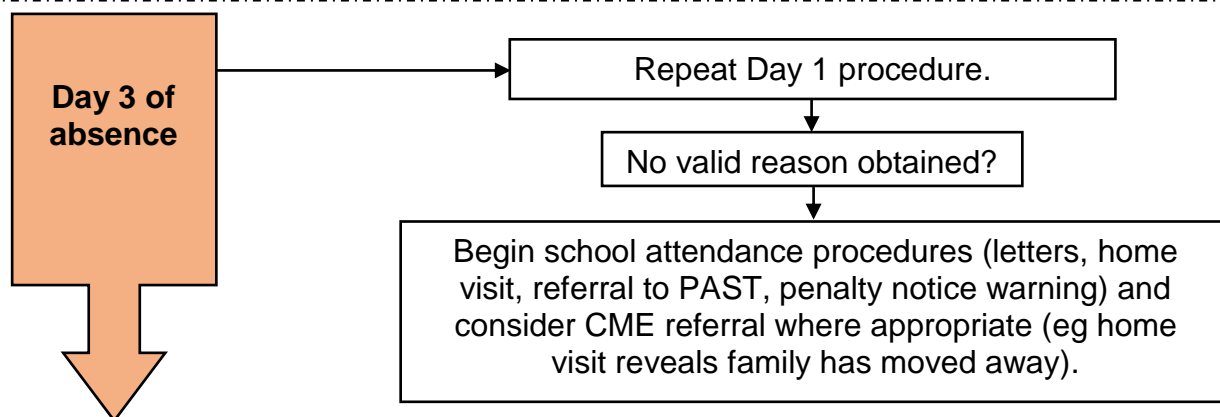 Day 3 of
absence
Repeat Day 1 procedure.
No valid reason obtained?
Begin school attendance procedures (letters, home
visit, referral to PAST, penalty notice warning) and
consider CME referral where appropriate (eg home
visit reveals family has moved away).